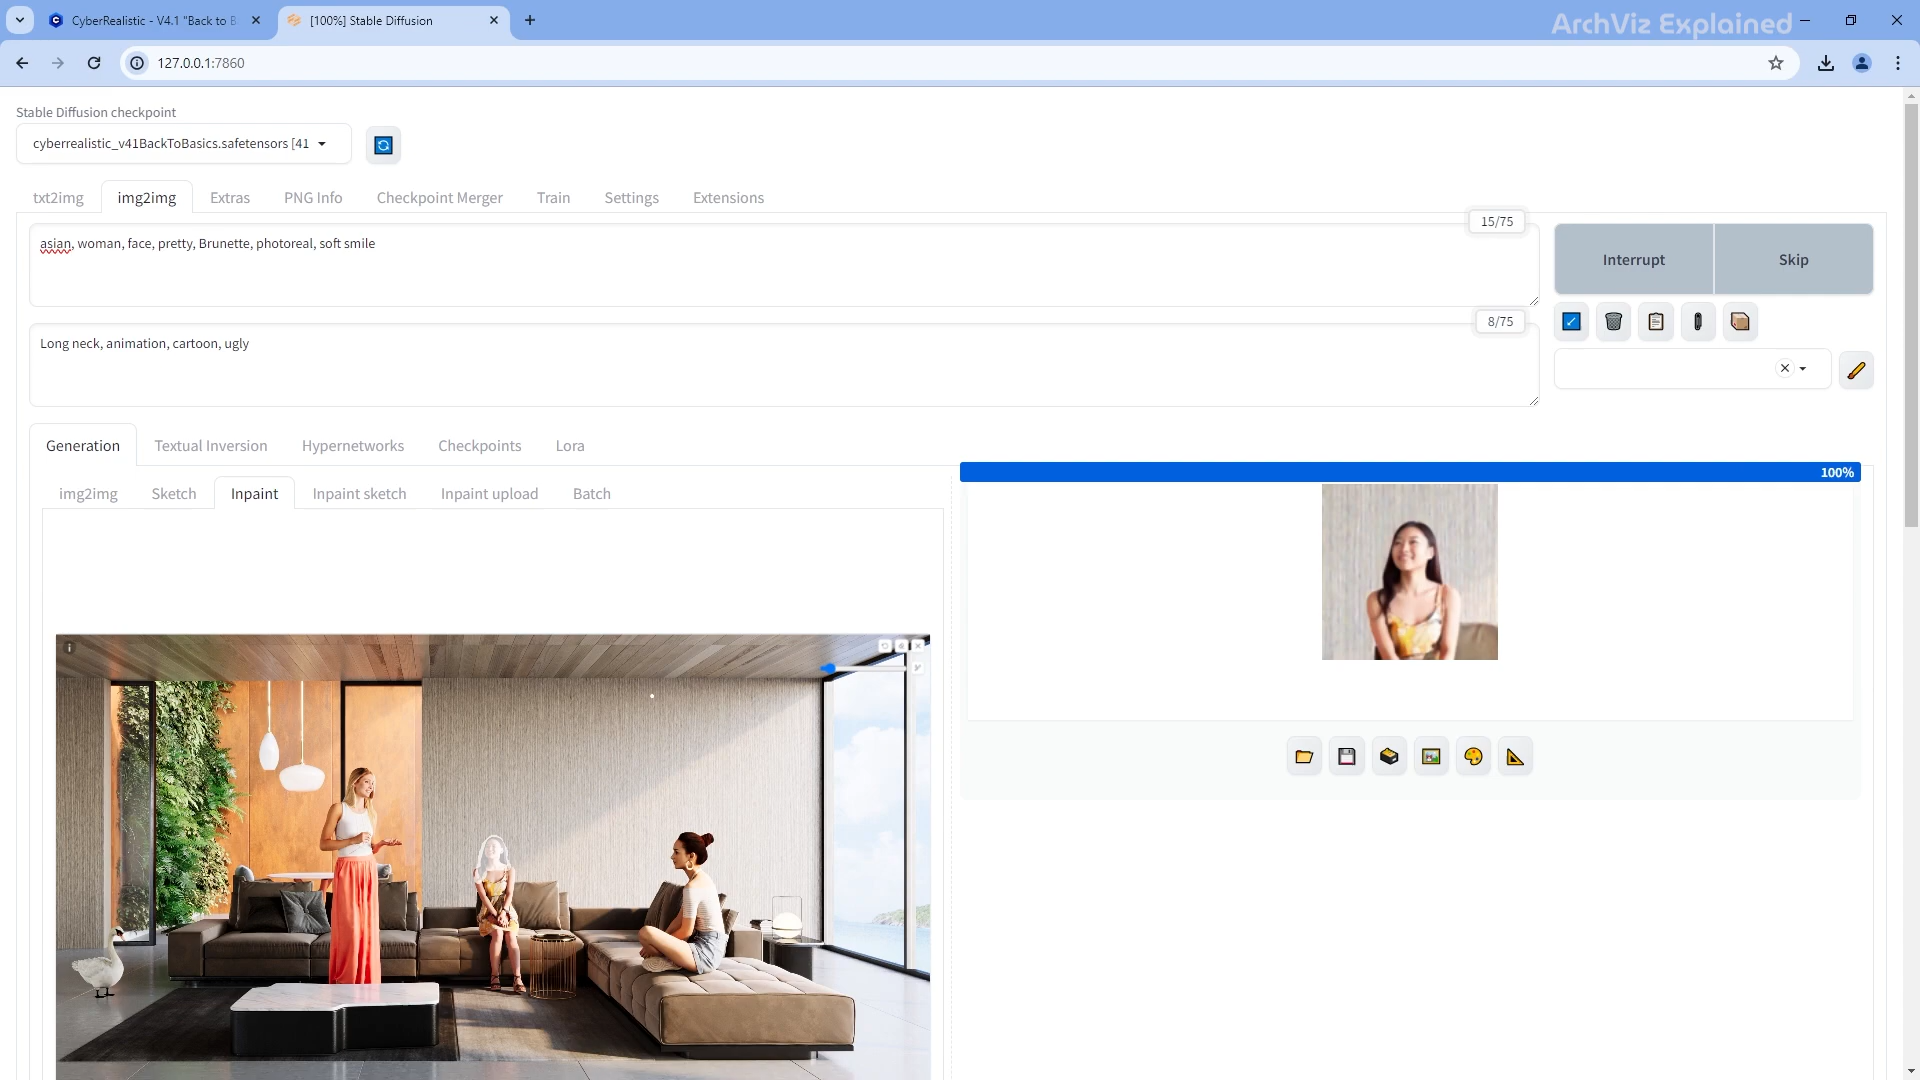 CyberRealistic - V4.1 "Back to B
[100%] Stable Diffusion
ArchViz Explained
127.0.0.1:7860
Stable Diffusion checkpoint
cyberrealistic_v41BackToBasics.safetensors [41
txt2img
img2img
Extras
PNG Info
Checkpoint Merger
Train
Settings
Extensions
15/75
asian, woman, face, pretty, Brunette, photoreal, soft smile
Interrupt
Skip
8/75
Long neck, animation, cartoon, ugly
Generation
Textual Inversion
Hypernetworks
Checkpoints
Lora
100%
img2img
Sketch
Inpaint
Inpaint sketch
Inpaint upload
Batch